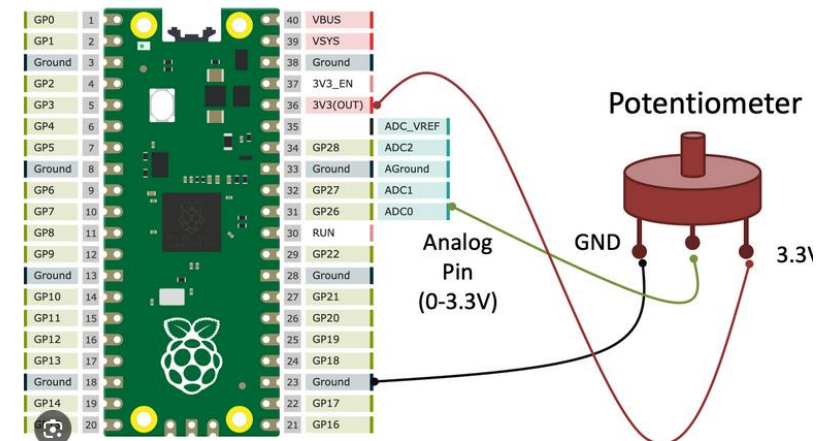 GP0 1 40 VBUS
GP1 2 39 VSYS
Ground 3 38 Ground
GP2 4 37 3V3_EN
GP3 5 36 3V3(OUT)
GP4 6 35 ADC_VREF
GP5 7 34 GP28 ADC2
Ground 8 33 Ground AGround
GP6 9 32 GP27 ADC1
GP7 10 31 GP26 ADC0
GP8 11 30 RUN
GP9 12 29 GP22
Ground 13 28 Ground
GP10 14 27 GP21
GP11 15 26 GP20
GP12 16 25 GP19
GP13 17 24 GP18
Ground 18 23 Ground
GP14 19 22 GP17
20 21 GP16
Potentiometer
Analog
Pin
(0-3.3V)
GND
3.3V